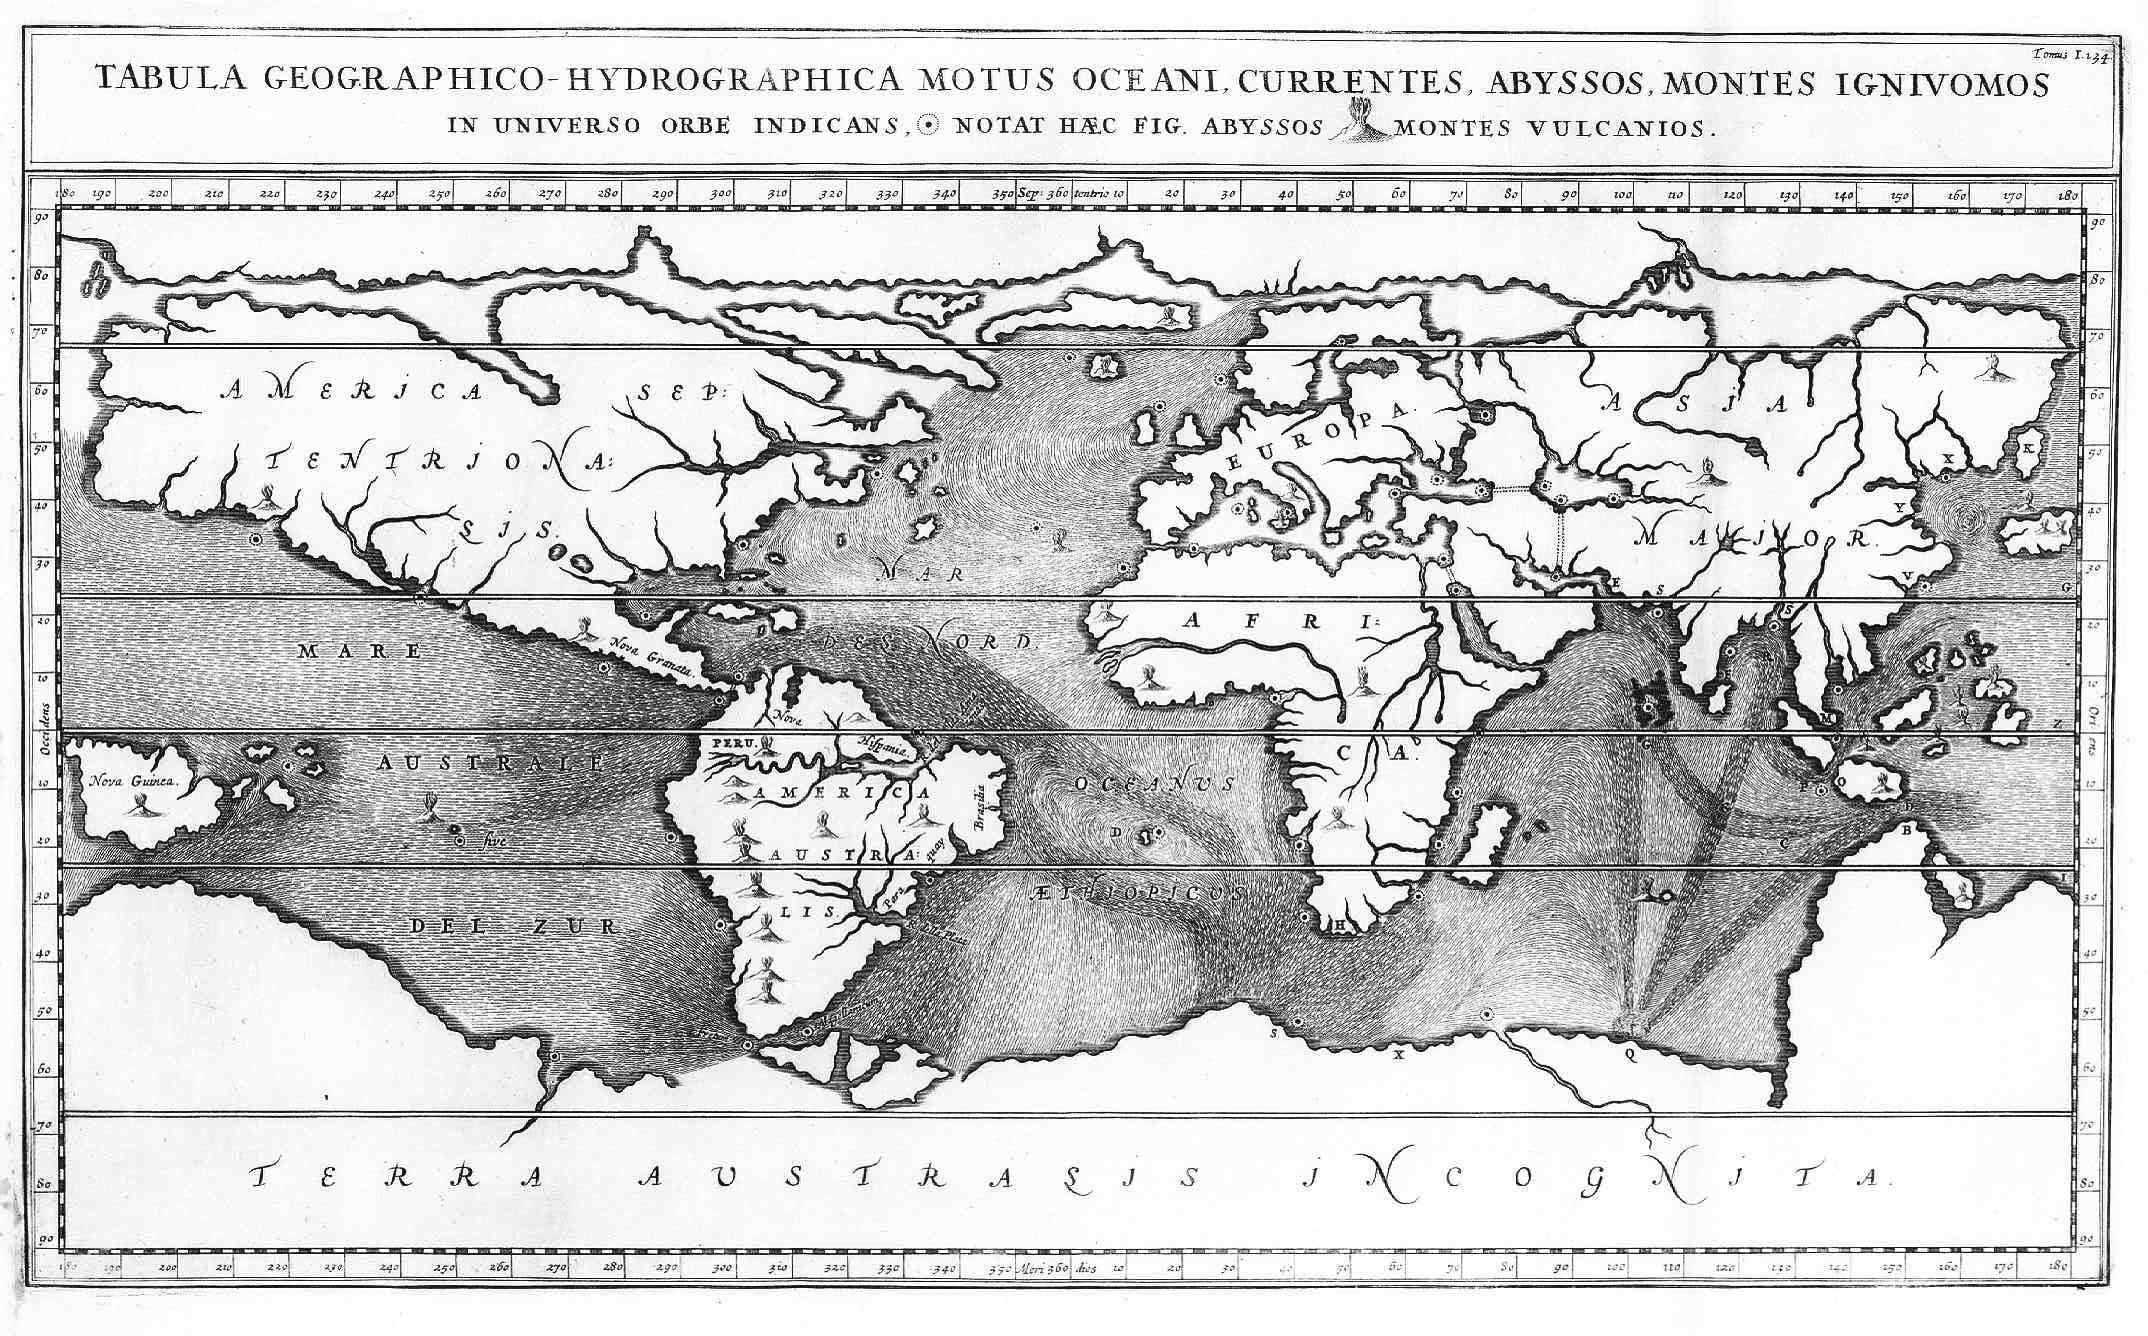 Tomus I. 134
TABULA GEOGRAPHICO-HYDROGRAPHICA MOTUS OCEANI, CURRENTES, ABYSSOS, MONTES IGNIVOMOS
IN UNIVERSO ORBE INDICANS, NOTAT HÆC FIG. ABYSSOS MONTES VULCANIOS.
180 190 200 210 220 230 240 250 260 270 280 290 300 310 320 330 340 350 Sep: 360 tentrio 10 20 30 40 50 60 70 80 90 100 110 120 130 140 150 160 170 180
90 80 70 60 50 40 30 20 10 10 20 30 40 50 60 70 80 90
Occidens
AMERICA SEP:
TENTRIONA:
LIS.
EUROPA.
ASIA
MAIOR.
MAR
DES NORD.
AFRI:
CA.
MARE
AUSTRALE
DEL ZUR
Nova Granata.
Nova
Hispania.
PERU.
Nova Guinea.
AMERICA
AUSTRA:
LIS.
Brasilia
Para
quay
R. de la Plata
Fretum
Magellanicum
OCEANUS
ÆTHIOPICUS
K
X
Y
V
G
E
S
S
R
M
Z
G
P
O
B
C
D
H
I
S
X
Q
Oriens
90 80 70 60 50 40 30 20 10 10 20 30 40 50 60 70 80 90
TERRA AUSTRALIS INCOGNITA.
180 190 200 210 220 230 240 250 260 270 280 290 300 310 320 330 340 350 Meri 360 dies 10 20 30 40 50 60 70 80 90 100 110 120 130 140 150 160 170 180